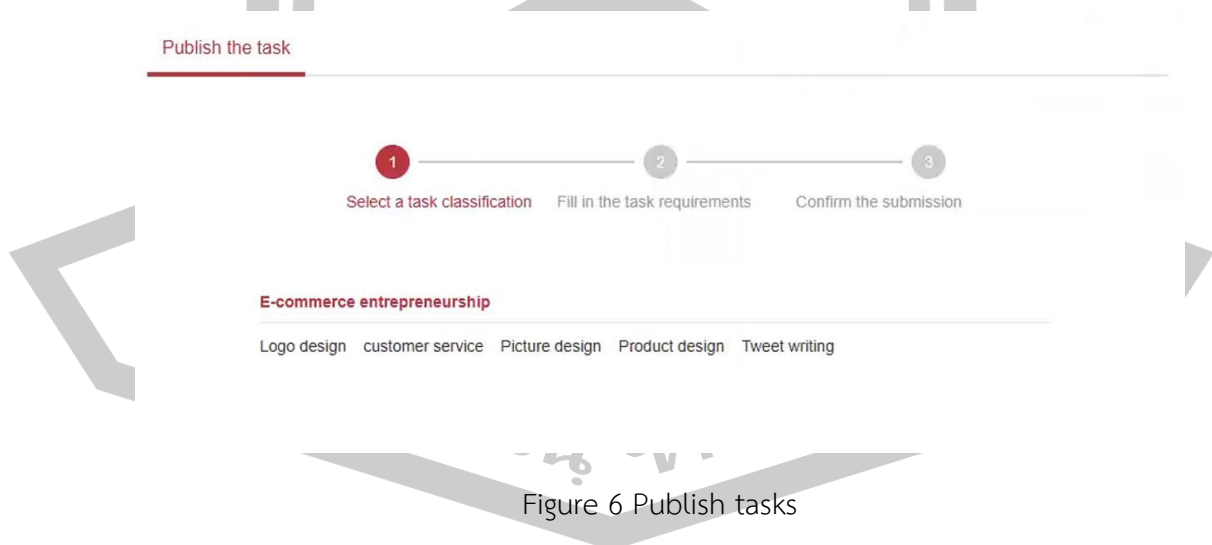 Publish the task
1 2 3
Select a task classification Fill in the task requirements Confirm the submission
E-commerce entrepreneurship
Logo design customer service Picture design Product design Tweet writing
Figure 6 Publish tasks